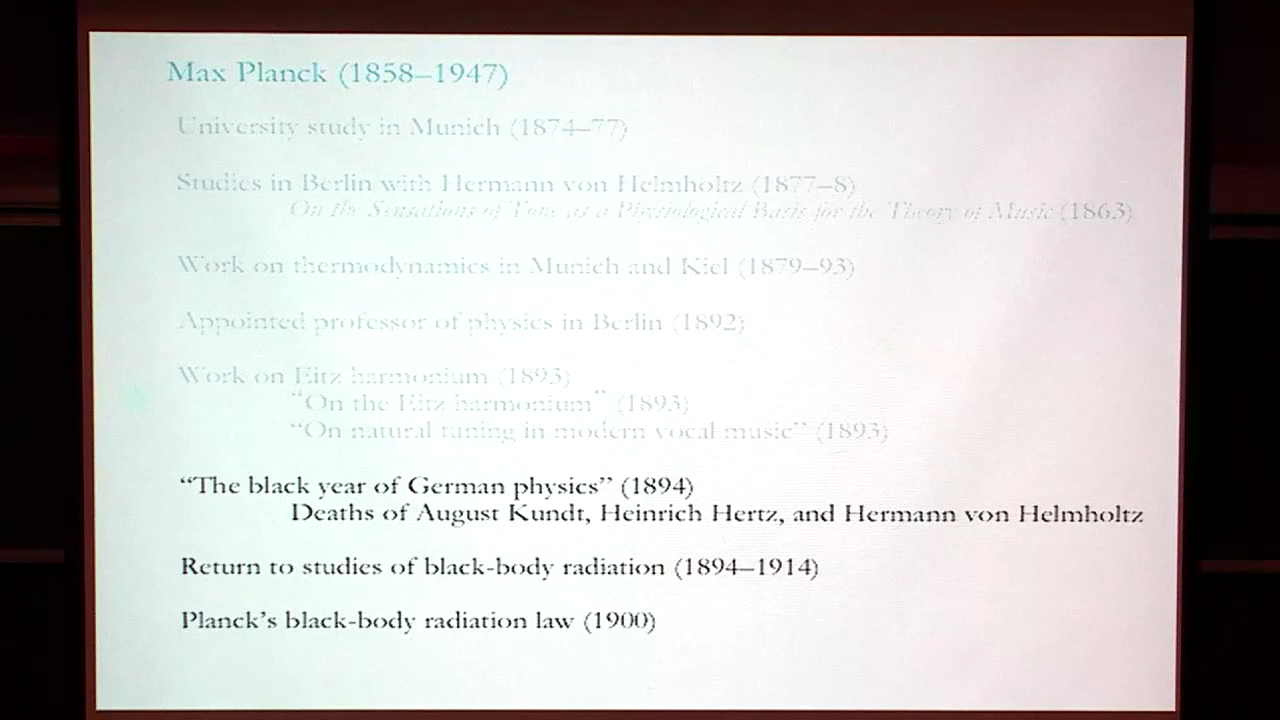 Max Planck (1858–1947)
University study in Munich (1874–77)
Studies in Berlin with Hermann von Helmholtz (1877–8)
On the Sensations of Tone as a Physiological Basis for the Theory of Music (1863)
Work on thermodynamics in Munich and Kiel (1879–93)
Appointed professor of physics in Berlin (1892)
Work on Eitz harmonium (1893)
“On the Eitz harmonium” (1893)
“On natural tuning in modern vocal music” (1893)
“The black year of German physics” (1894)
Deaths of August Kundt, Heinrich Hertz, and Hermann von Helmholtz
Return to studies of black-body radiation (1894–1914)
Planck’s black-body radiation law (1900)